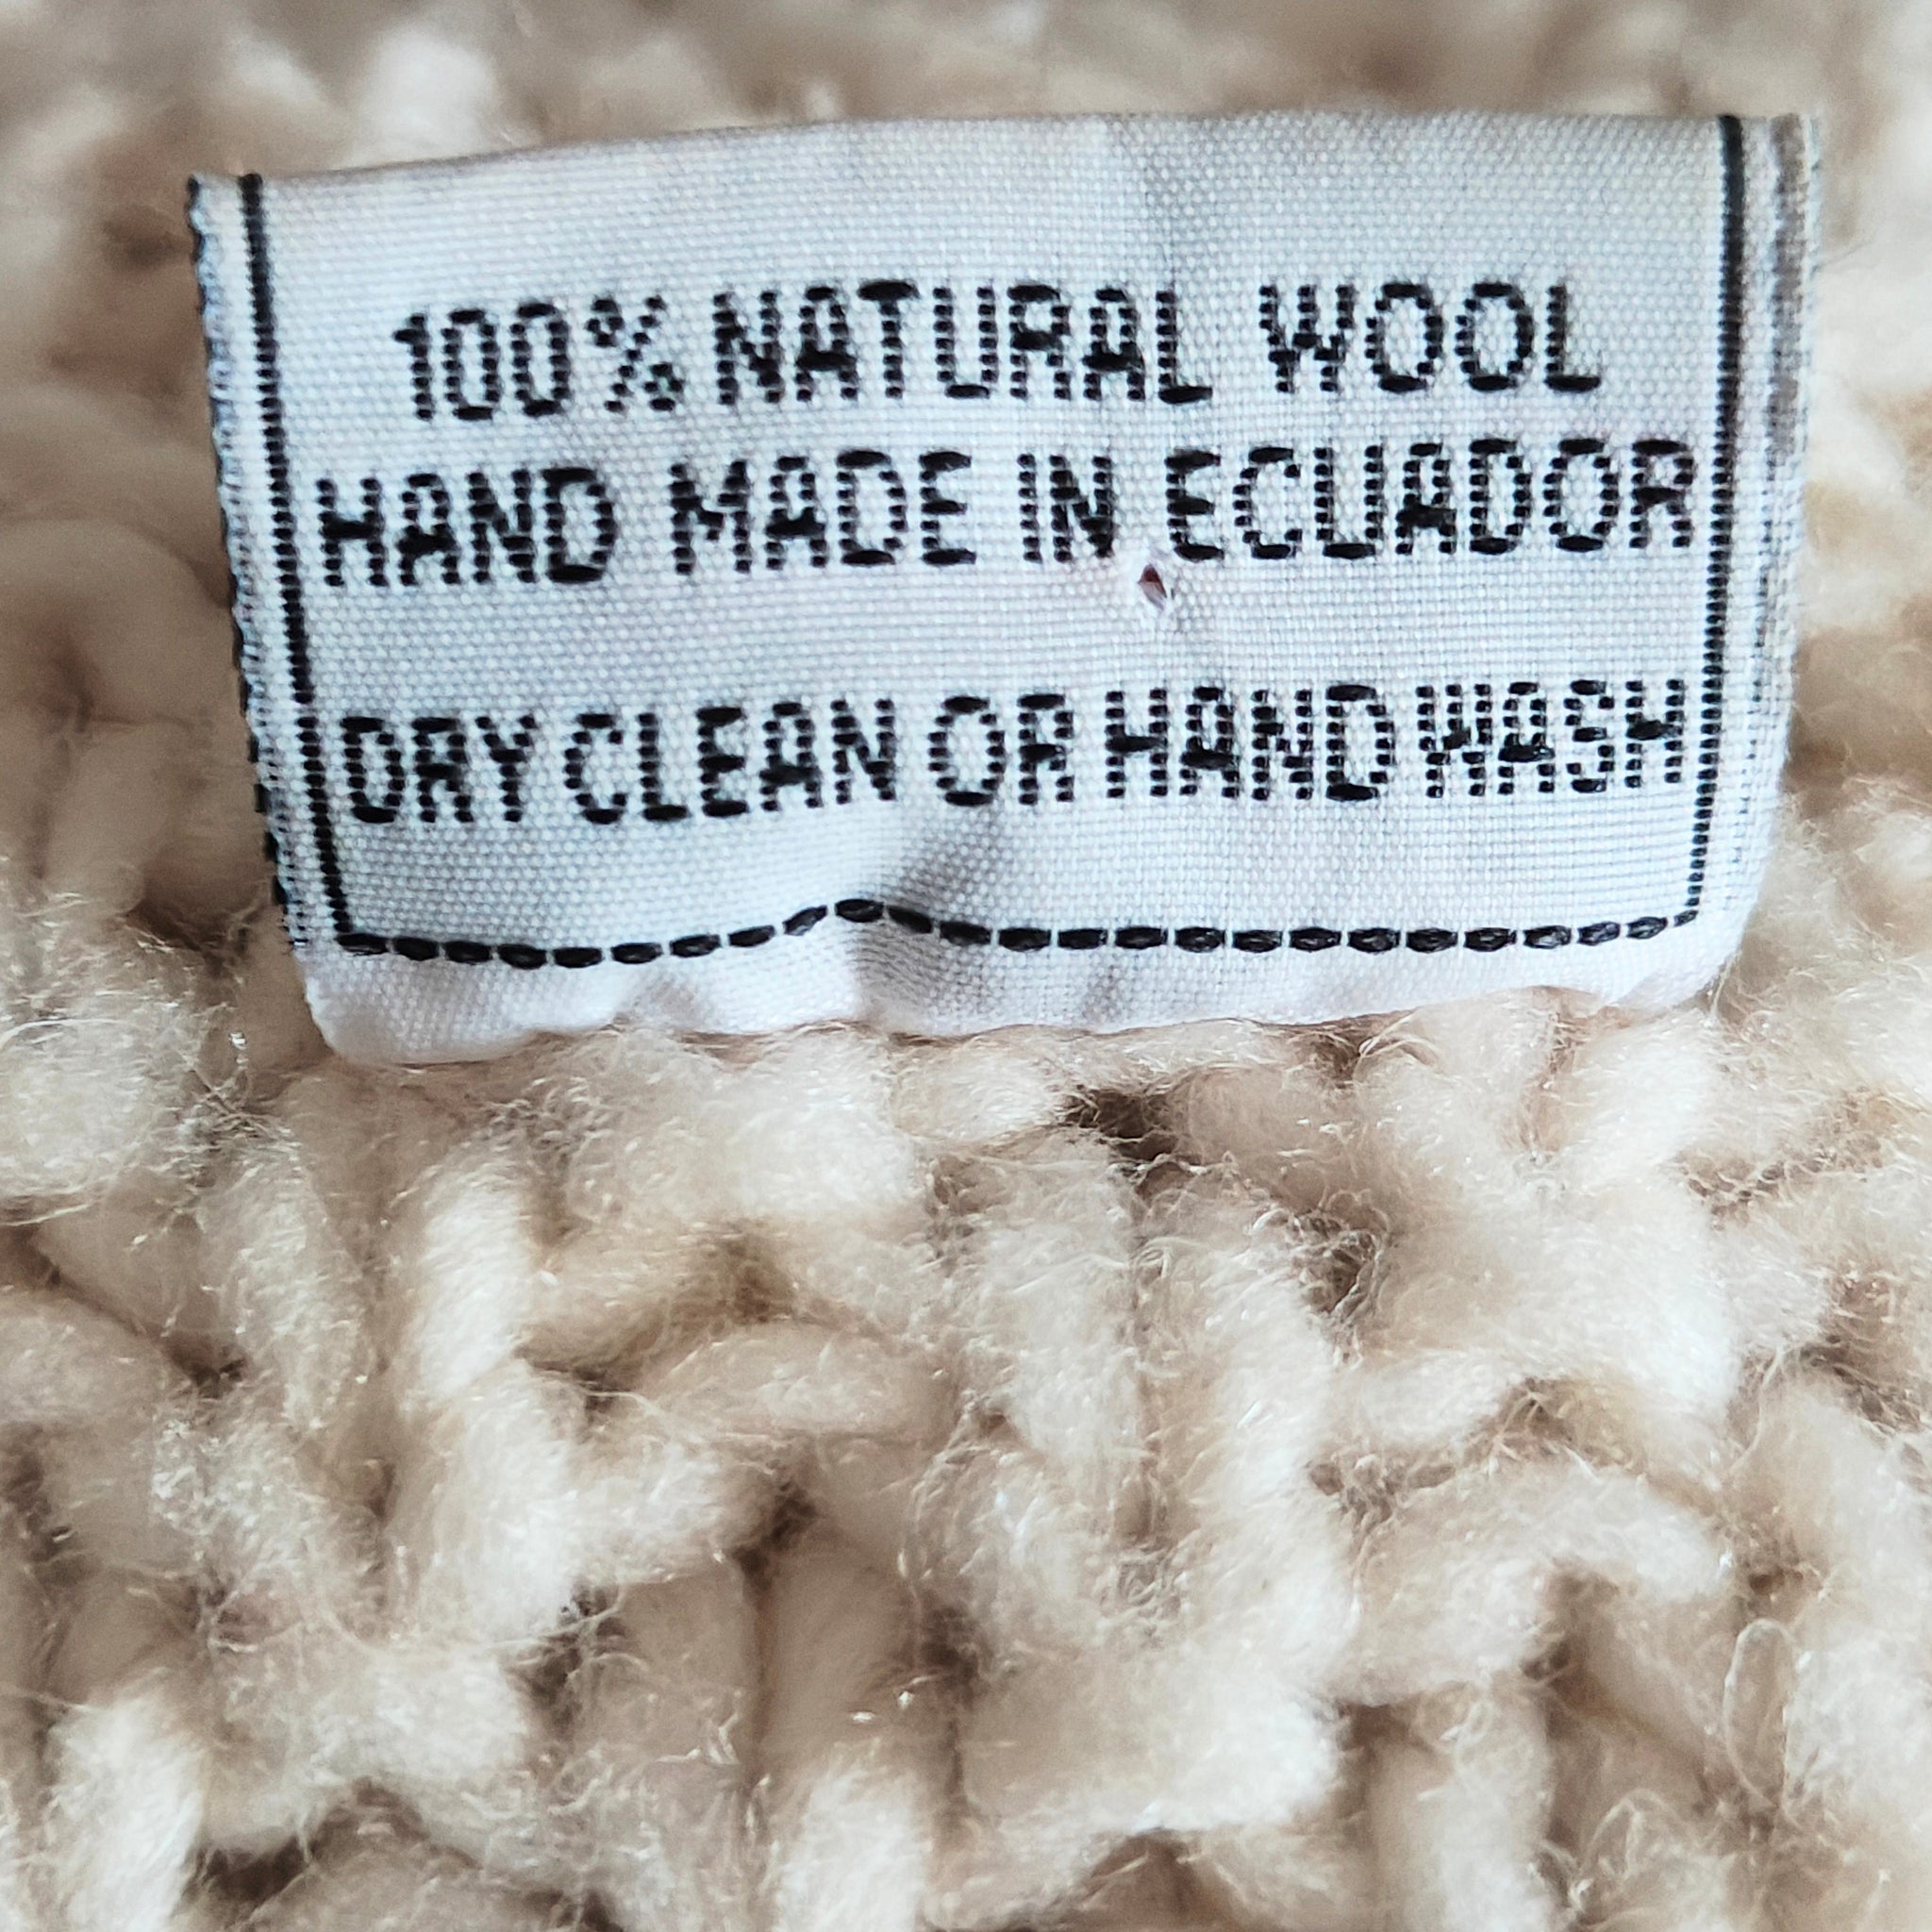 100% NATURAL WOOL
HAND MADE IN ECUADOR
DRY CLEAN OR HAND WASH